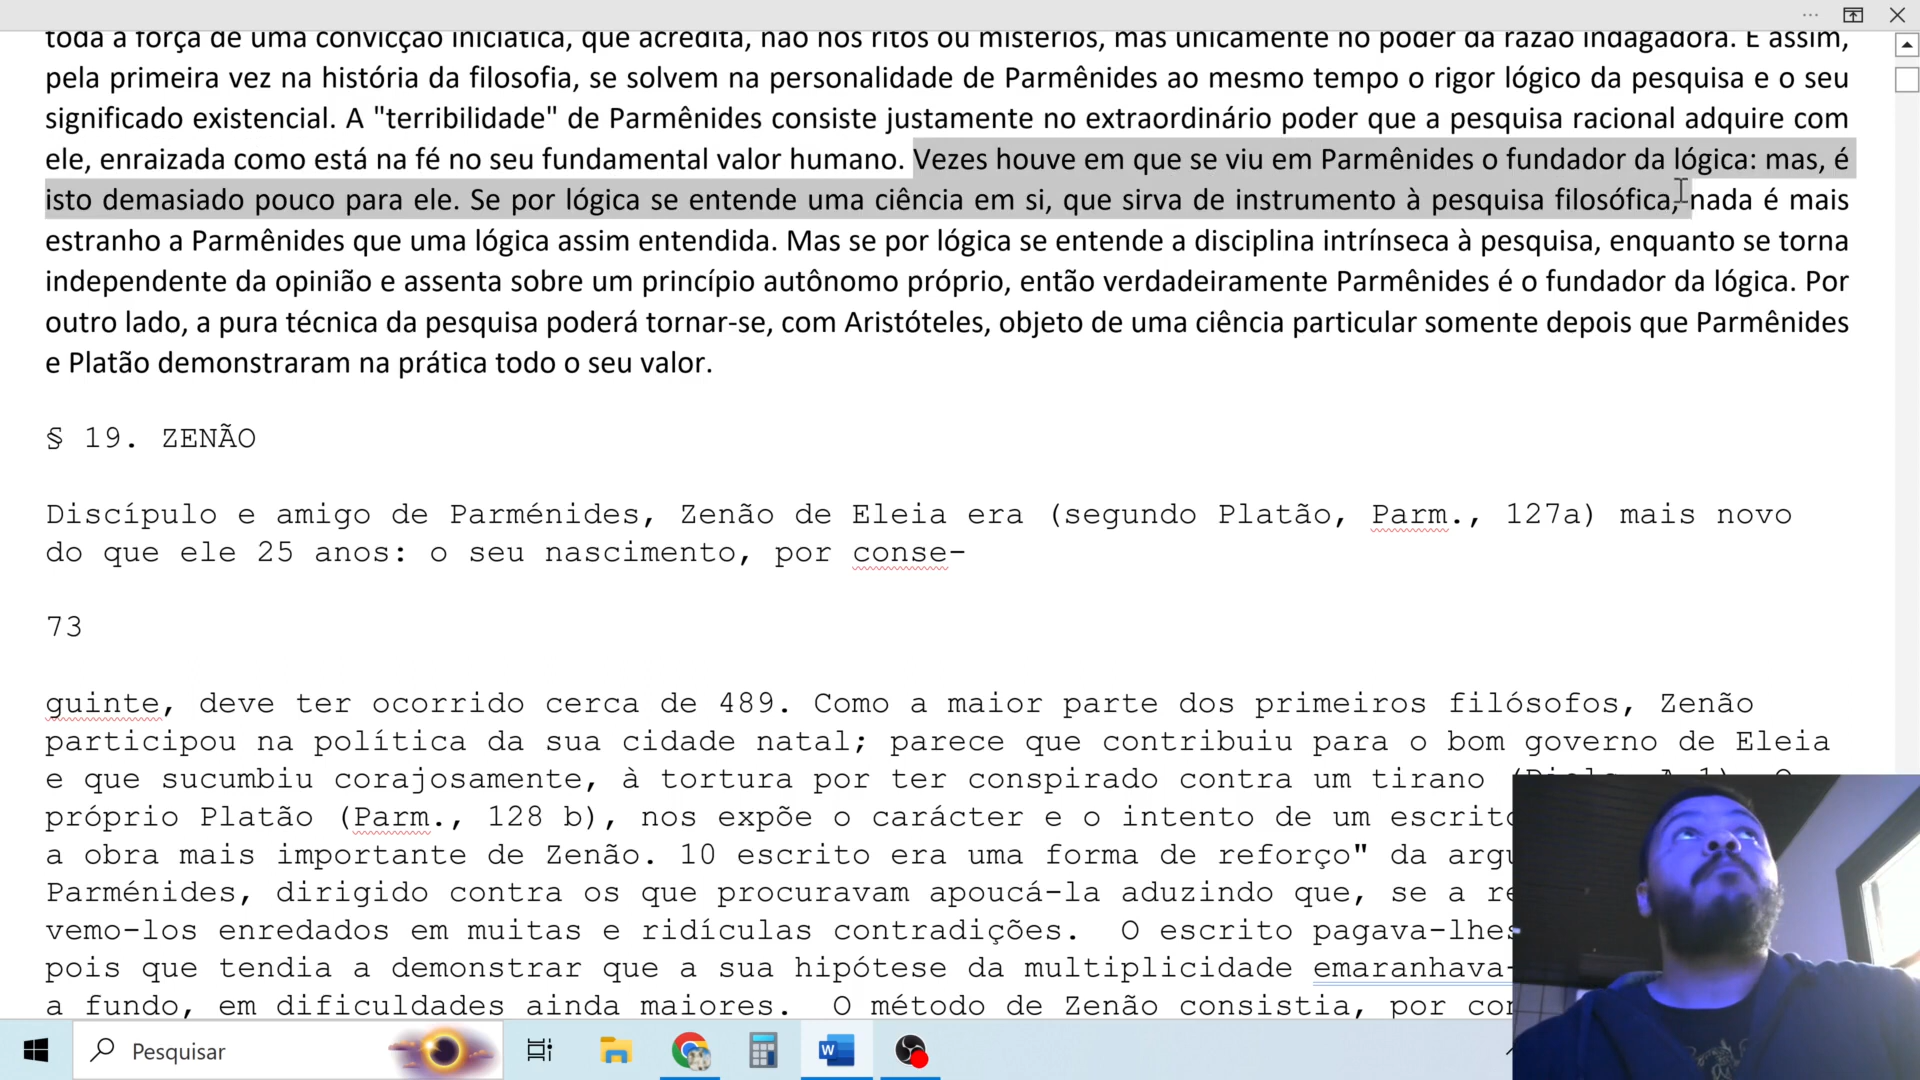 toda a força de uma convicção iniciática, que acredita, não nos ritos ou mistérios, mas unicamente no poder da razão indagadora. E assim,
pela primeira vez na história da filosofia, se solvem na personalidade de Parmênides ao mesmo tempo o rigor lógico da pesquisa e o seu
significado existencial. A "terribilidade" de Parmênides consiste justamente no extraordinário poder que a pesquisa racional adquire com
ele, enraizada como está na fé no seu fundamental valor humano. Vezes houve em que se viu em Parmênides o fundador da lógica: mas, é
isto demasiado pouco para ele. Se por lógica se entende uma ciência em si, que sirva de instrumento à pesquisa filosófica, nada é mais
estranho a Parmênides que uma lógica assim entendida. Mas se por lógica se entende a disciplina intrínseca à pesquisa, enquanto se torna
independente da opinião e assenta sobre um princípio autônomo próprio, então verdadeiramente Parmênides é o fundador da lógica. Por
outro lado, a pura técnica da pesquisa poderá tornar-se, com Aristóteles, objeto de uma ciência particular somente depois que Parmênides
e Platão demonstraram na prática todo o seu valor.
§ 19. ZENÃO
Discípulo e amigo de Parménides, Zenão de Eleia era (segundo Platão, Parm., 127a) mais novo
do que ele 25 anos: o seu nascimento, por conse-
73
guinte, deve ter ocorrido cerca de 489. Como a maior parte dos primeiros filósofos, Zenão
participou na política da sua cidade natal; parece que contribuiu para o bom governo de Eleia
e que sucumbiu corajosamente, à tortura por ter conspirado contra um tirano
próprio Platão (Parm., 128 b), nos expõe o carácter e o intento de um escrito
a obra mais importante de Zenão. 10 escrito era uma forma de reforço" da argu
Parménides, dirigido contra os que procuravam apoucá-la aduzindo que, se a re
vemo-los enredados em muitas e ridículas contradições. O escrito pagava-lhes
pois que tendia a demonstrar que a sua hipótese da multiplicidade emaranhava-
a fundo, em dificuldades ainda maiores. O método de Zenão consistia, por con
Pesquisar